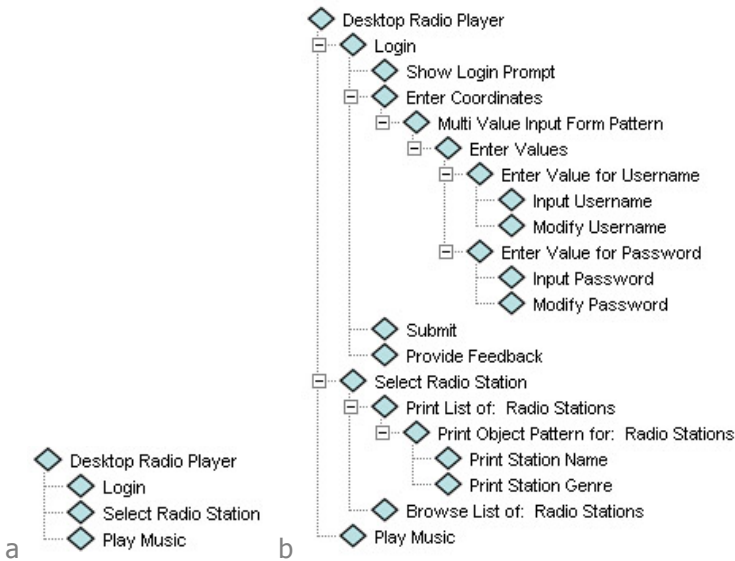 Desktop Radio Player
Login
Show Login Prompt
Enter Coordinates
Multi Value Input Form Pattern
Enter Values
Enter Value for Username
Input Username
Modify Username
Enter Value for Password
Input Password
Modify Password
Submit
Provide Feedback
Select Radio Station
Print List of: Radio Stations
Print Object Pattern for: Radio Stations
Print Station Name
Print Station Genre
Browse List of: Radio Stations
Play Music
b
Desktop Radio Player
Login
Select Radio Station
Play Music
a